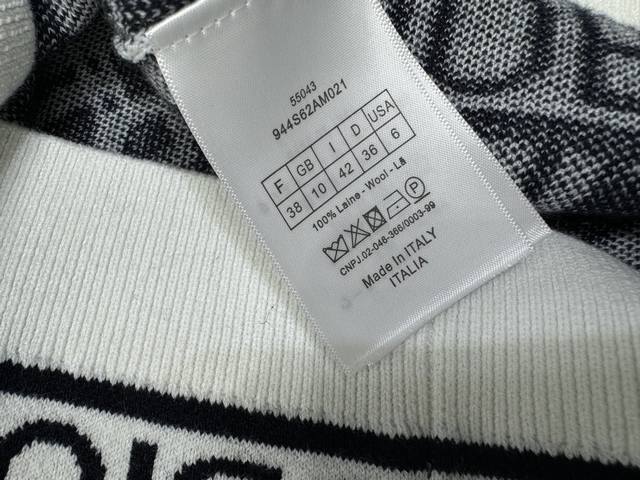 55043
944S62AM021
F GB I D USA
38 10 42 36 6
100% Laine - Wool - Lã
P
CNPJ.02-046-366/0003-99
Made in ITALY
ITALIA